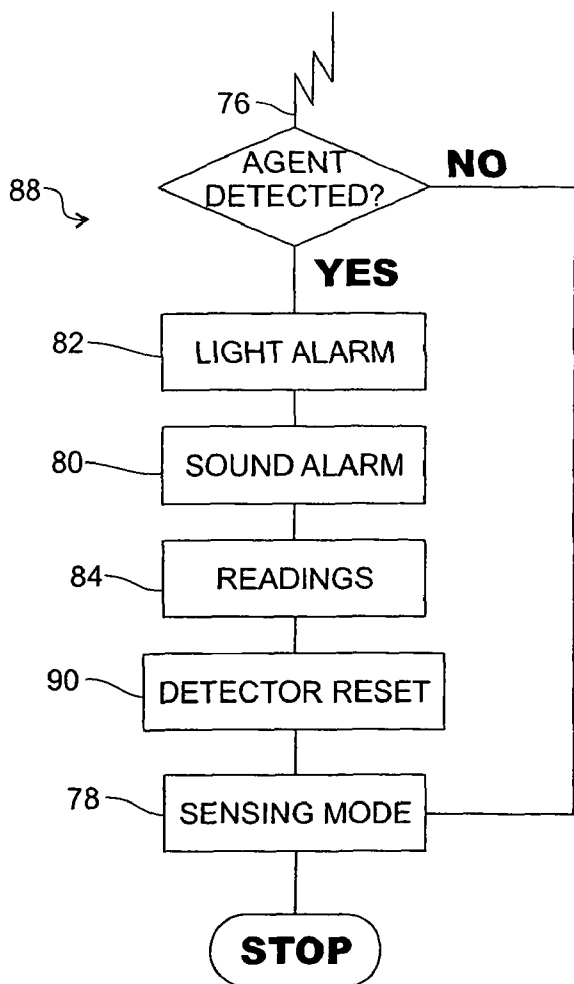 76
AGENT
DETECTED?
NO
88
YES
82
LIGHT ALARM
80
SOUND ALARM
84
READINGS
90
DETECTOR RESET
78
SENSING MODE
STOP